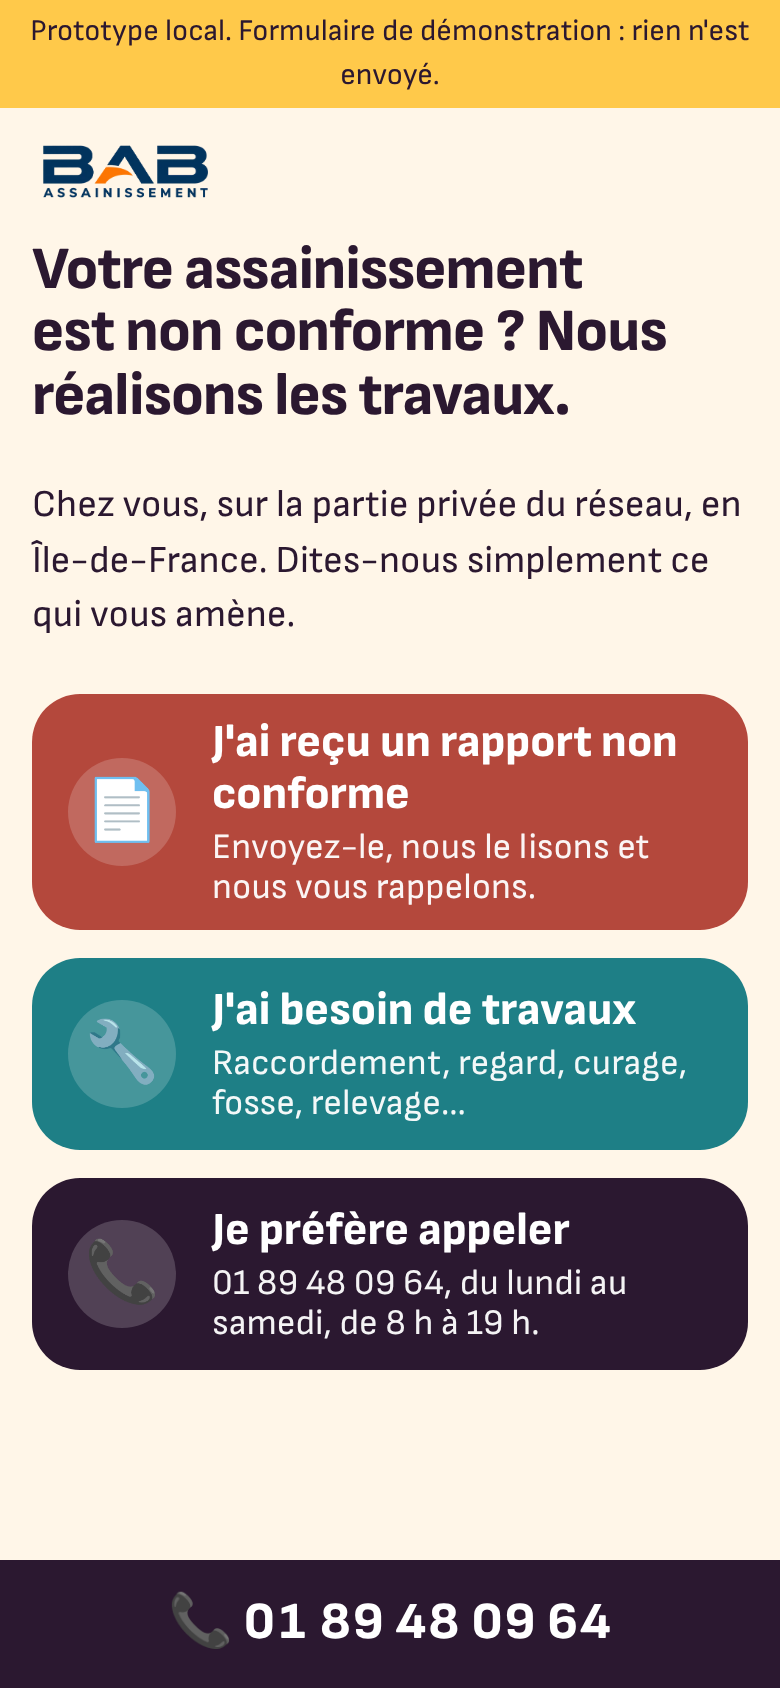 Prototype local. Formulaire de démonstration : rien n'est
envoyé.
BAB
ASSAINISSEMENT
Votre assainissement
est non conforme ? Nous
réalisons les travaux.
Chez vous, sur la partie privée du réseau, en
Île-de-France. Dites-nous simplement ce
qui vous amène.
J'ai reçu un rapport non
conforme
Envoyez-le, nous le lisons et
nous vous rappelons.
J'ai besoin de travaux
Raccordement, regard, curage,
fosse, relevage...
Je préfère appeler
01 89 48 09 64, du lundi au
samedi, de 8 h à 19 h.
01 89 48 09 64